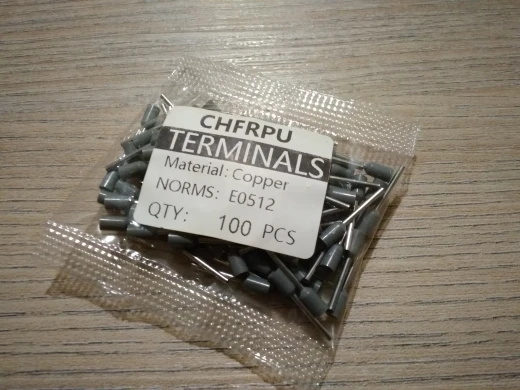 CHFRPU
TERMINALS
Material: Copper
NORMS: E0512
QTY: 100 PCS